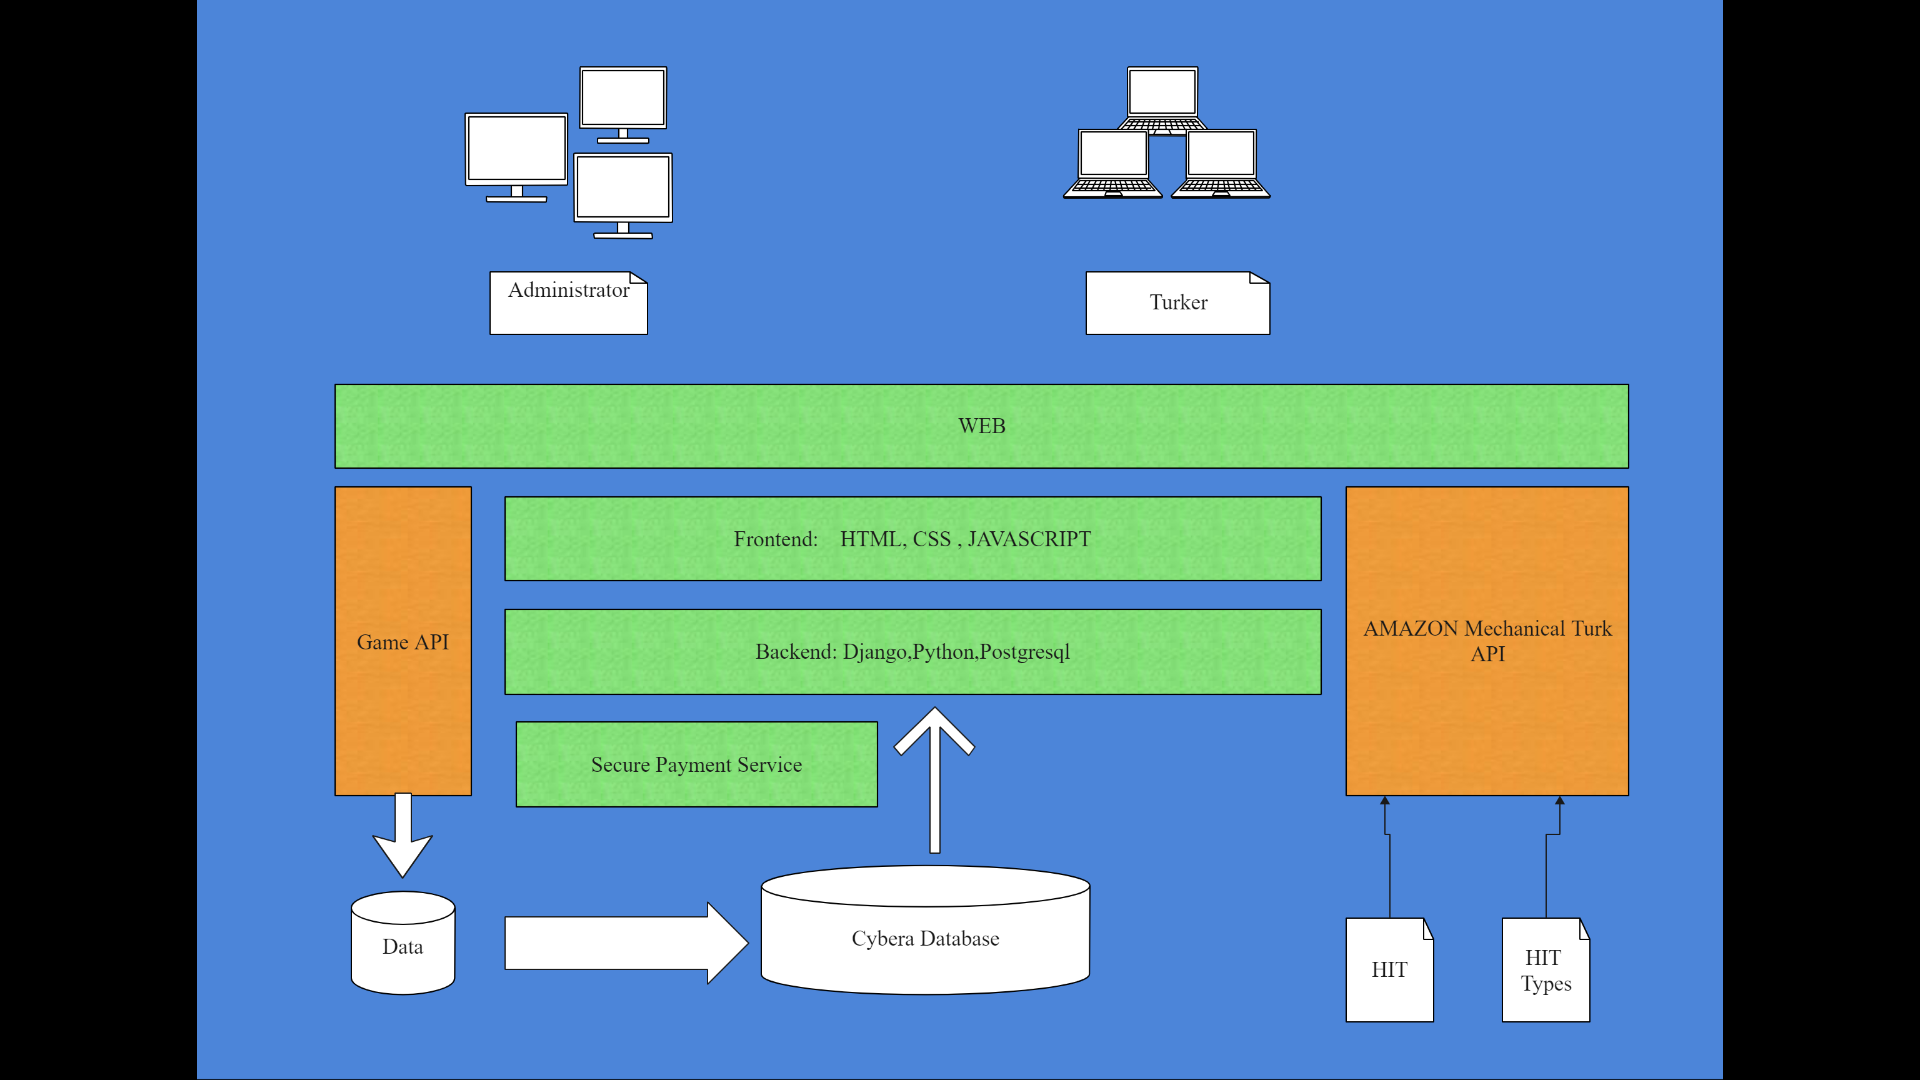 Administrator
Turker
WEB
Frontend:    HTML, CSS , JAVASCRIPT
Game API
Backend: Django,Python,Postgresql
AMAZON Mechanical Turk
API
Secure Payment Service
Data
Cybera Database
HIT
HIT
Types